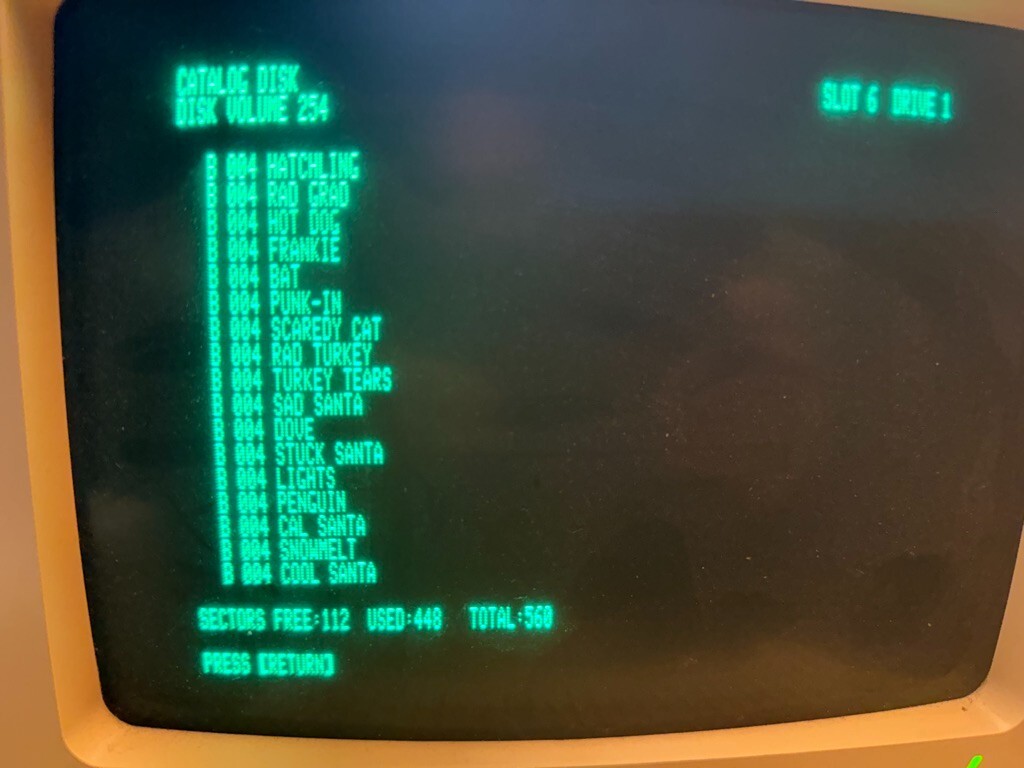 CATALOG DISK
DISK VOLUME 254
SLOT 6 DRIVE 1
B 004 HATCHLING
B 004 RAD GRAD
B 004 HOT DOG
B 004 FRANKIE
B 004 BAT
B 004 PUNK-IN
B 004 SCAREDY CAT
B 004 RAD TURKEY
B 004 TURKEY TEARS
B 004 SAD SANTA
B 004 DOVE
B 004 STUCK SANTA
B 004 LIGHTS
B 004 PENGUIN
B 004 CAL SANTA
B 004 SNOWMELT
B 004 COOL SANTA
SECTORS FREE:112 USED:448 TOTAL:560
PRESS [RETURN]